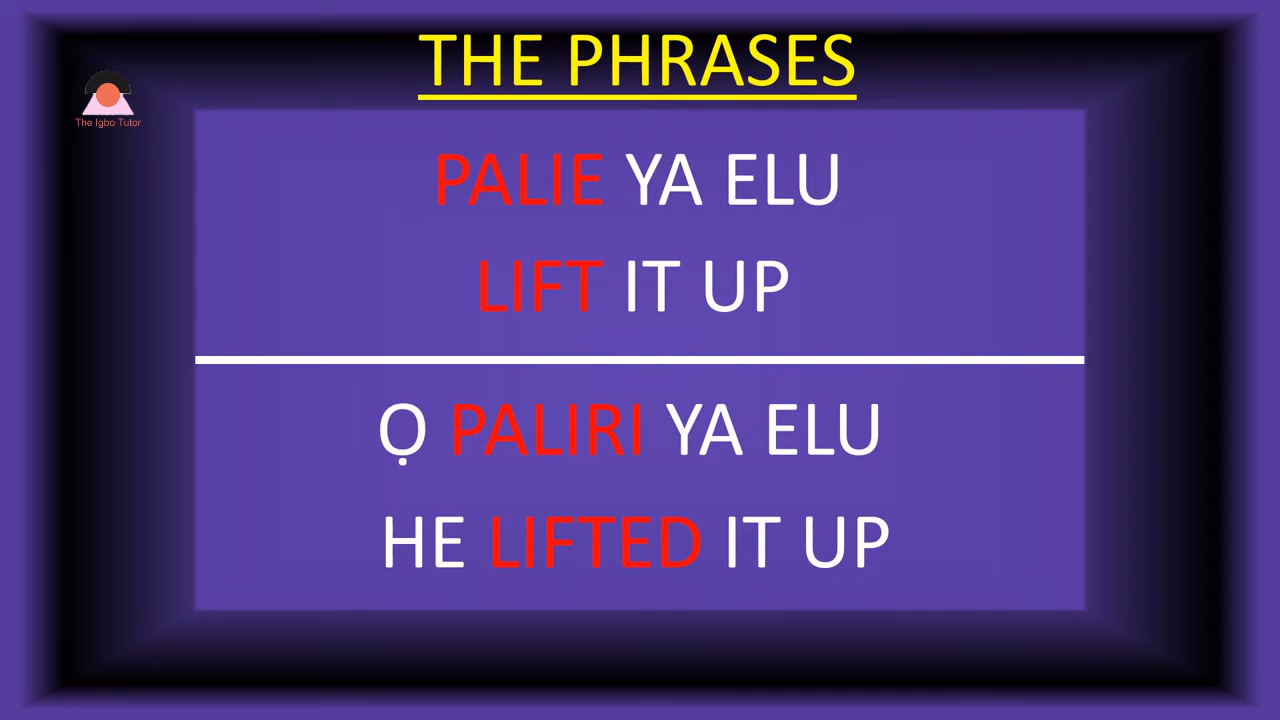 THE PHRASES
The Igbo Tutor
PALIE YA ELU
LIFT IT UP
Ọ PALIRI YA ELU
HE LIFTED IT UP